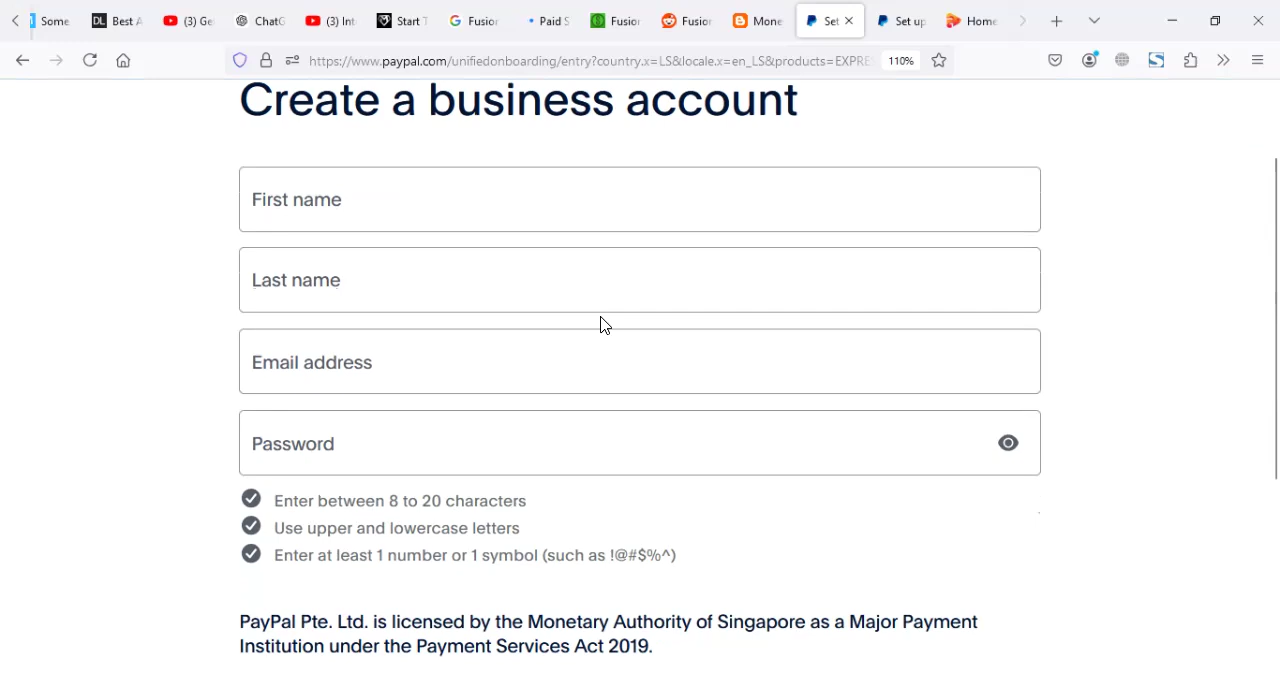 Some
Best A
(3) Ge
ChatG
(3) Int
Start T
Fusior
Paid S
Fusior
Fusior
Mone
Set
Set up
Home
https://www.paypal.com/unifiedonboarding/entry?country.x=LS&locale.x=en_LS&products=EXPRE
110%
Create a business account
First name
Last name
Email address
Password
Enter between 8 to 20 characters
Use upper and lowercase letters
Enter at least 1 number or 1 symbol (such as !@#$%^)
PayPal Pte. Ltd. is licensed by the Monetary Authority of Singapore as a Major Payment
Institution under the Payment Services Act 2019.